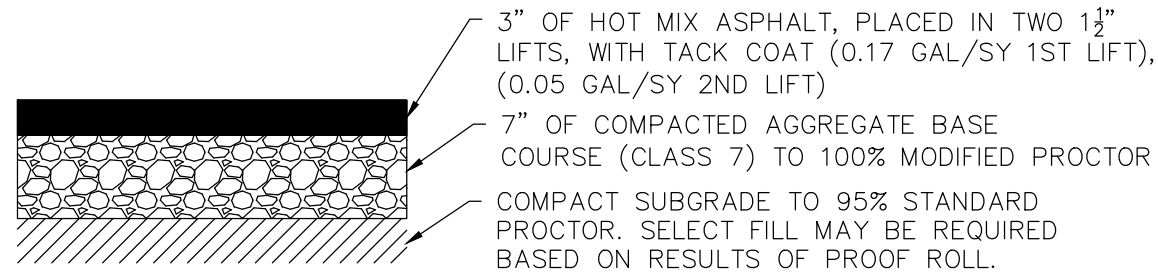 3” OF HOT MIX ASPHALT, PLACED IN TWO 1½”
LIFTS, WITH TACK COAT (0.17 GAL/SY 1ST LIFT),
(0.05 GAL/SY 2ND LIFT)
7” OF COMPACTED AGGREGATE BASE
COURSE (CLASS 7) TO 100% MODIFIED PROCTOR
COMPACT SUBGRADE TO 95% STANDARD
PROCTOR. SELECT FILL MAY BE REQUIRED
BASED ON RESULTS OF PROOF ROLL.